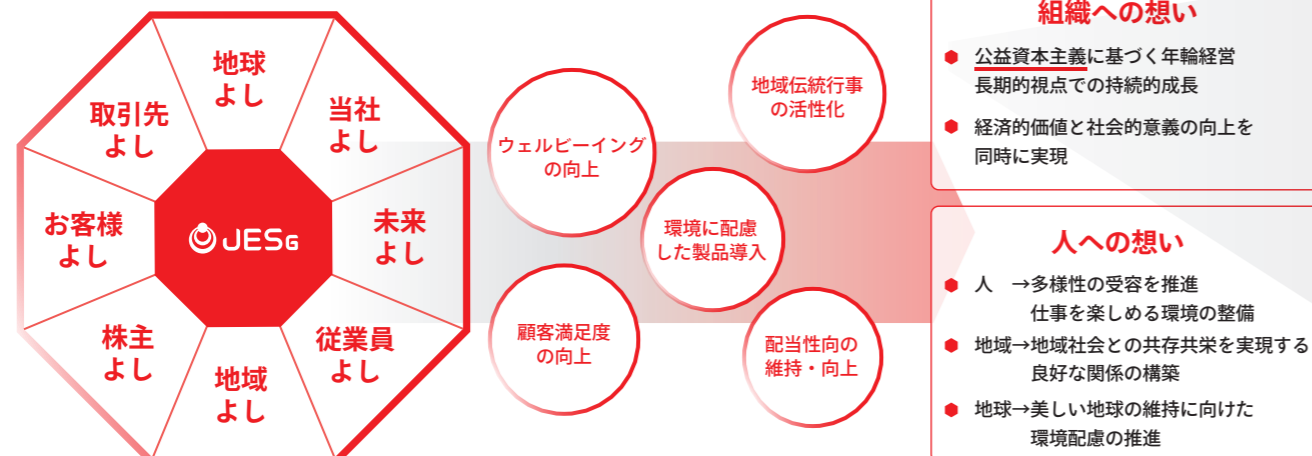 地球
よし
当社
よし
未来
よし
従業員
よし
地域
よし
株主
よし
お客様
よし
取引先
よし
JESG
ウェルビーイング
の向上
地域伝統行事
の活性化
環境に配慮
した製品導入
顧客満足度
の向上
配当性向の
維持・向上
組織への想い
公益資本主義に基づく年輪経営
長期的視点での持続的成長
経済的価値と社会的意義の向上を
同時に実現
人への想い
人 →多様性の受容を推進
仕事を楽しめる環境の整備
地域→地域社会との共存共栄を実現する
良好な関係の構築
地球→美しい地球の維持に向けた
環境配慮の推進